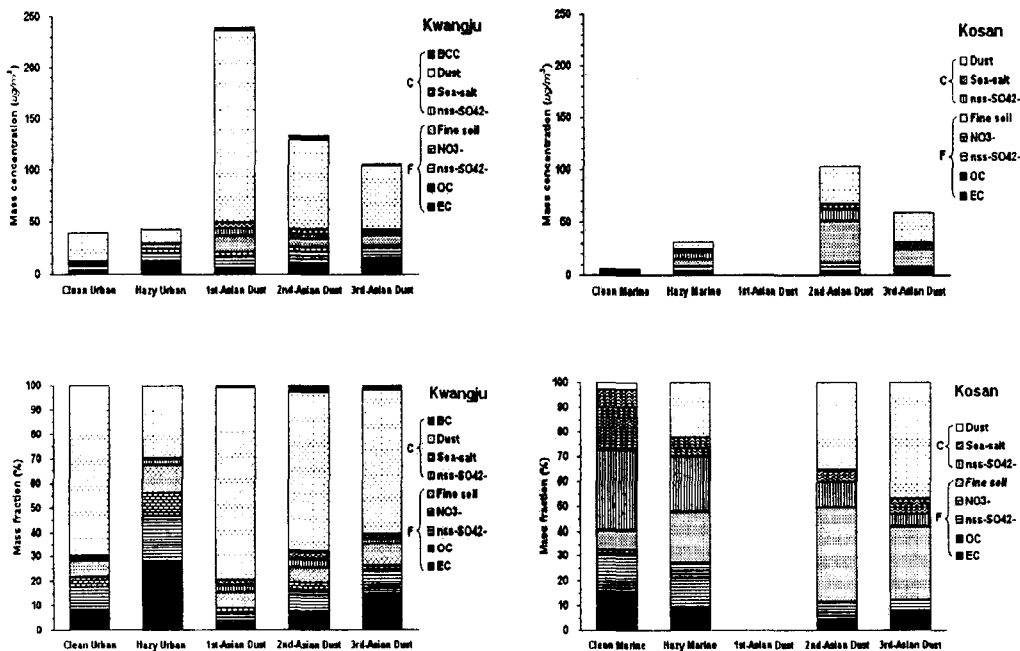 Kwangju
Mass concentration (ug/m³)
250
200
150
100
50
0
C
BCC
Dust
Sea-salt
nss-SO42-
F
Fine soil
NO3-
nss-SO42-
OC
EC
Clean Urban
Hazy Urban
1st-Asian Dust
2nd-Asian Dust
3rd-Asian Dust
Kosan
Mass concentration (ug/m³)
250
200
150
100
50
0
C
Dust
Sea-salt
nss-SO42-
F
Fine soil
NO3-
nss-SO42-
OC
EC
Clean Marine
Hazy Marine
1st-Asian Dust
2nd-Asian Dust
3rd-Asian Dust
Kwangju
Mass fraction (%)
100
90
80
70
60
50
40
30
20
10
0
C
BC
Dust
Sea-salt
nss-SO42-
F
Fine soil
NO3-
nss-SO42-
OC
EC
Clean Urban
Hazy Urban
1st-Asian Dust
2nd-Asian Dust
3rd-Asian Dust
Kosan
Mass fraction (%)
100
90
80
70
60
50
40
30
20
10
0
C
Dust
Sea-salt
nss-SO42-
F
Fine soil
NO3-
nss-SO42-
OC
EC
Clean Marine
Hazy Marine
1st-Asian Dust
2nd-Asian Dust
3rd-Asian Dust